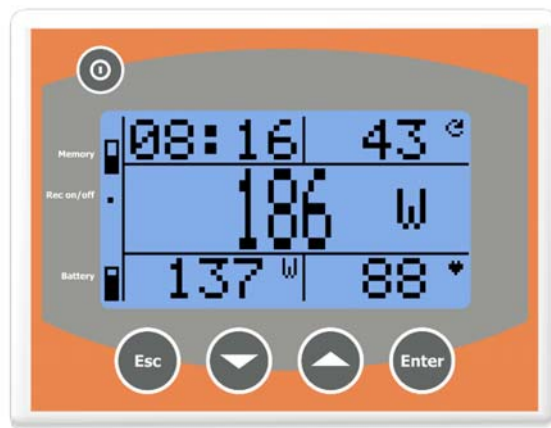 08:16 43
Memory
Rec on/off
186 W
Battery
137 W 88
Esc Enter